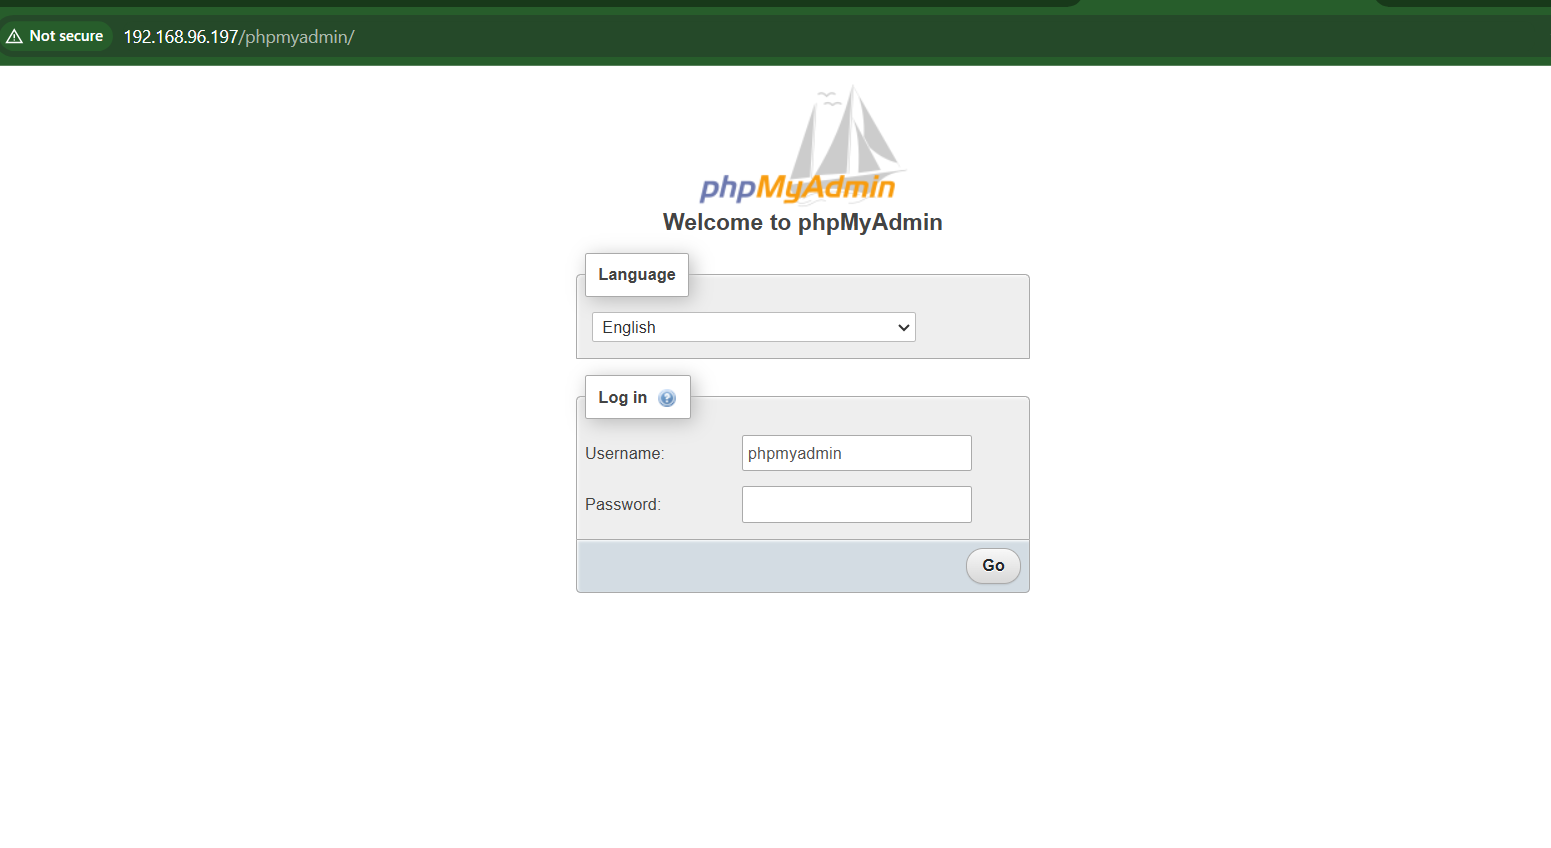 Not secure 192.168.96.197/phpmyadmin/
phpMyAdmin
Welcome to phpMyAdmin
Language
English
Log in
Username: phpmyadmin
Password:
Go